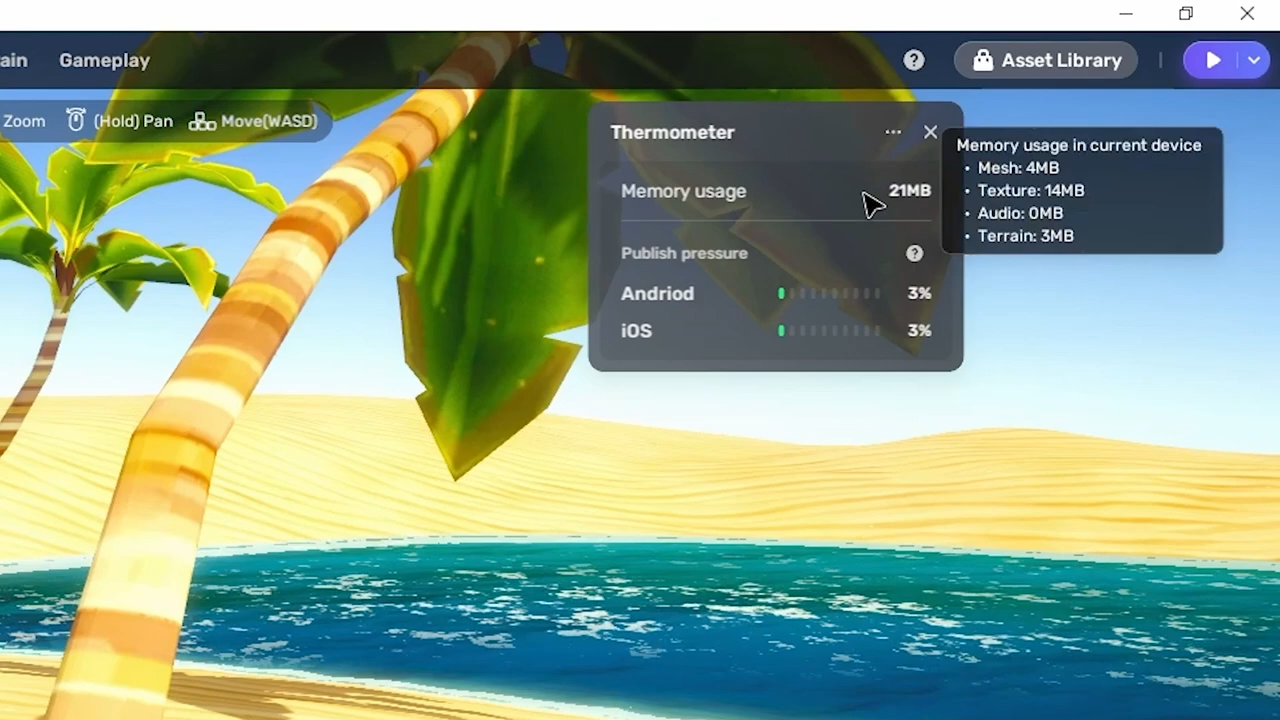 ain Gameplay Asset Library
Zoom (Hold) Pan Move(WASD)
Thermometer
Memory usage 21MB
Publish pressure
Andriod 3%
iOS 3%
Memory usage in current device
• Mesh: 4MB
• Texture: 14MB
• Audio: 0MB
• Terrain: 3MB